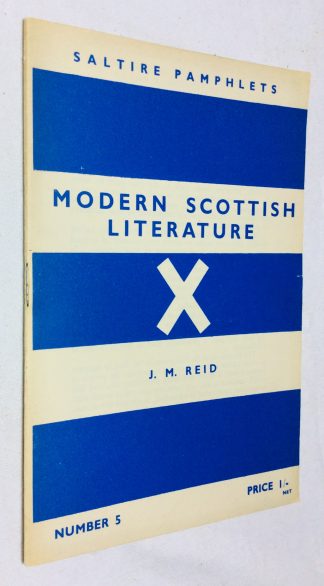 SALTIRE PAMPHLETS
MODERN SCOTTISH
LITERATURE
J. M. REID
NUMBER 5
PRICE 1/-
NET